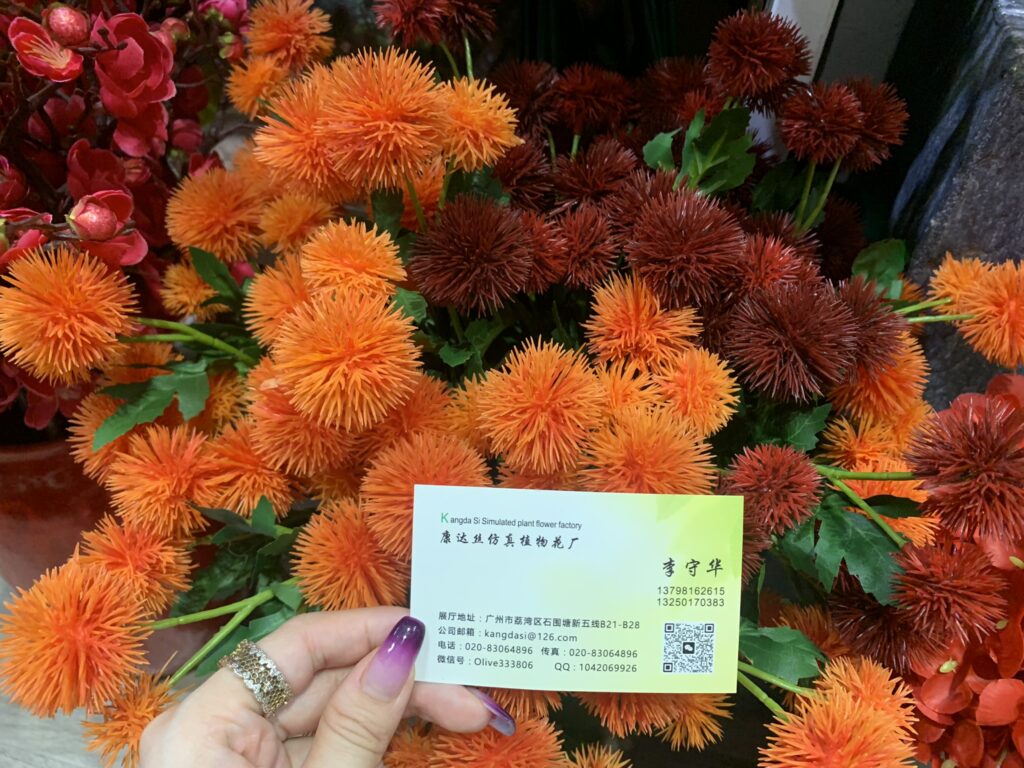 Kangda Si Simulated plant flower factory
康达丝仿真植物花厂
李守华
13798162615
13250170383
展厅地址：广州市荔湾区石围塘新五线B21-B28
公司邮箱：kangdasi@126.com
电话：020-83064896 传真：020-83064896
微信号：Olive333806 QQ：1042069926